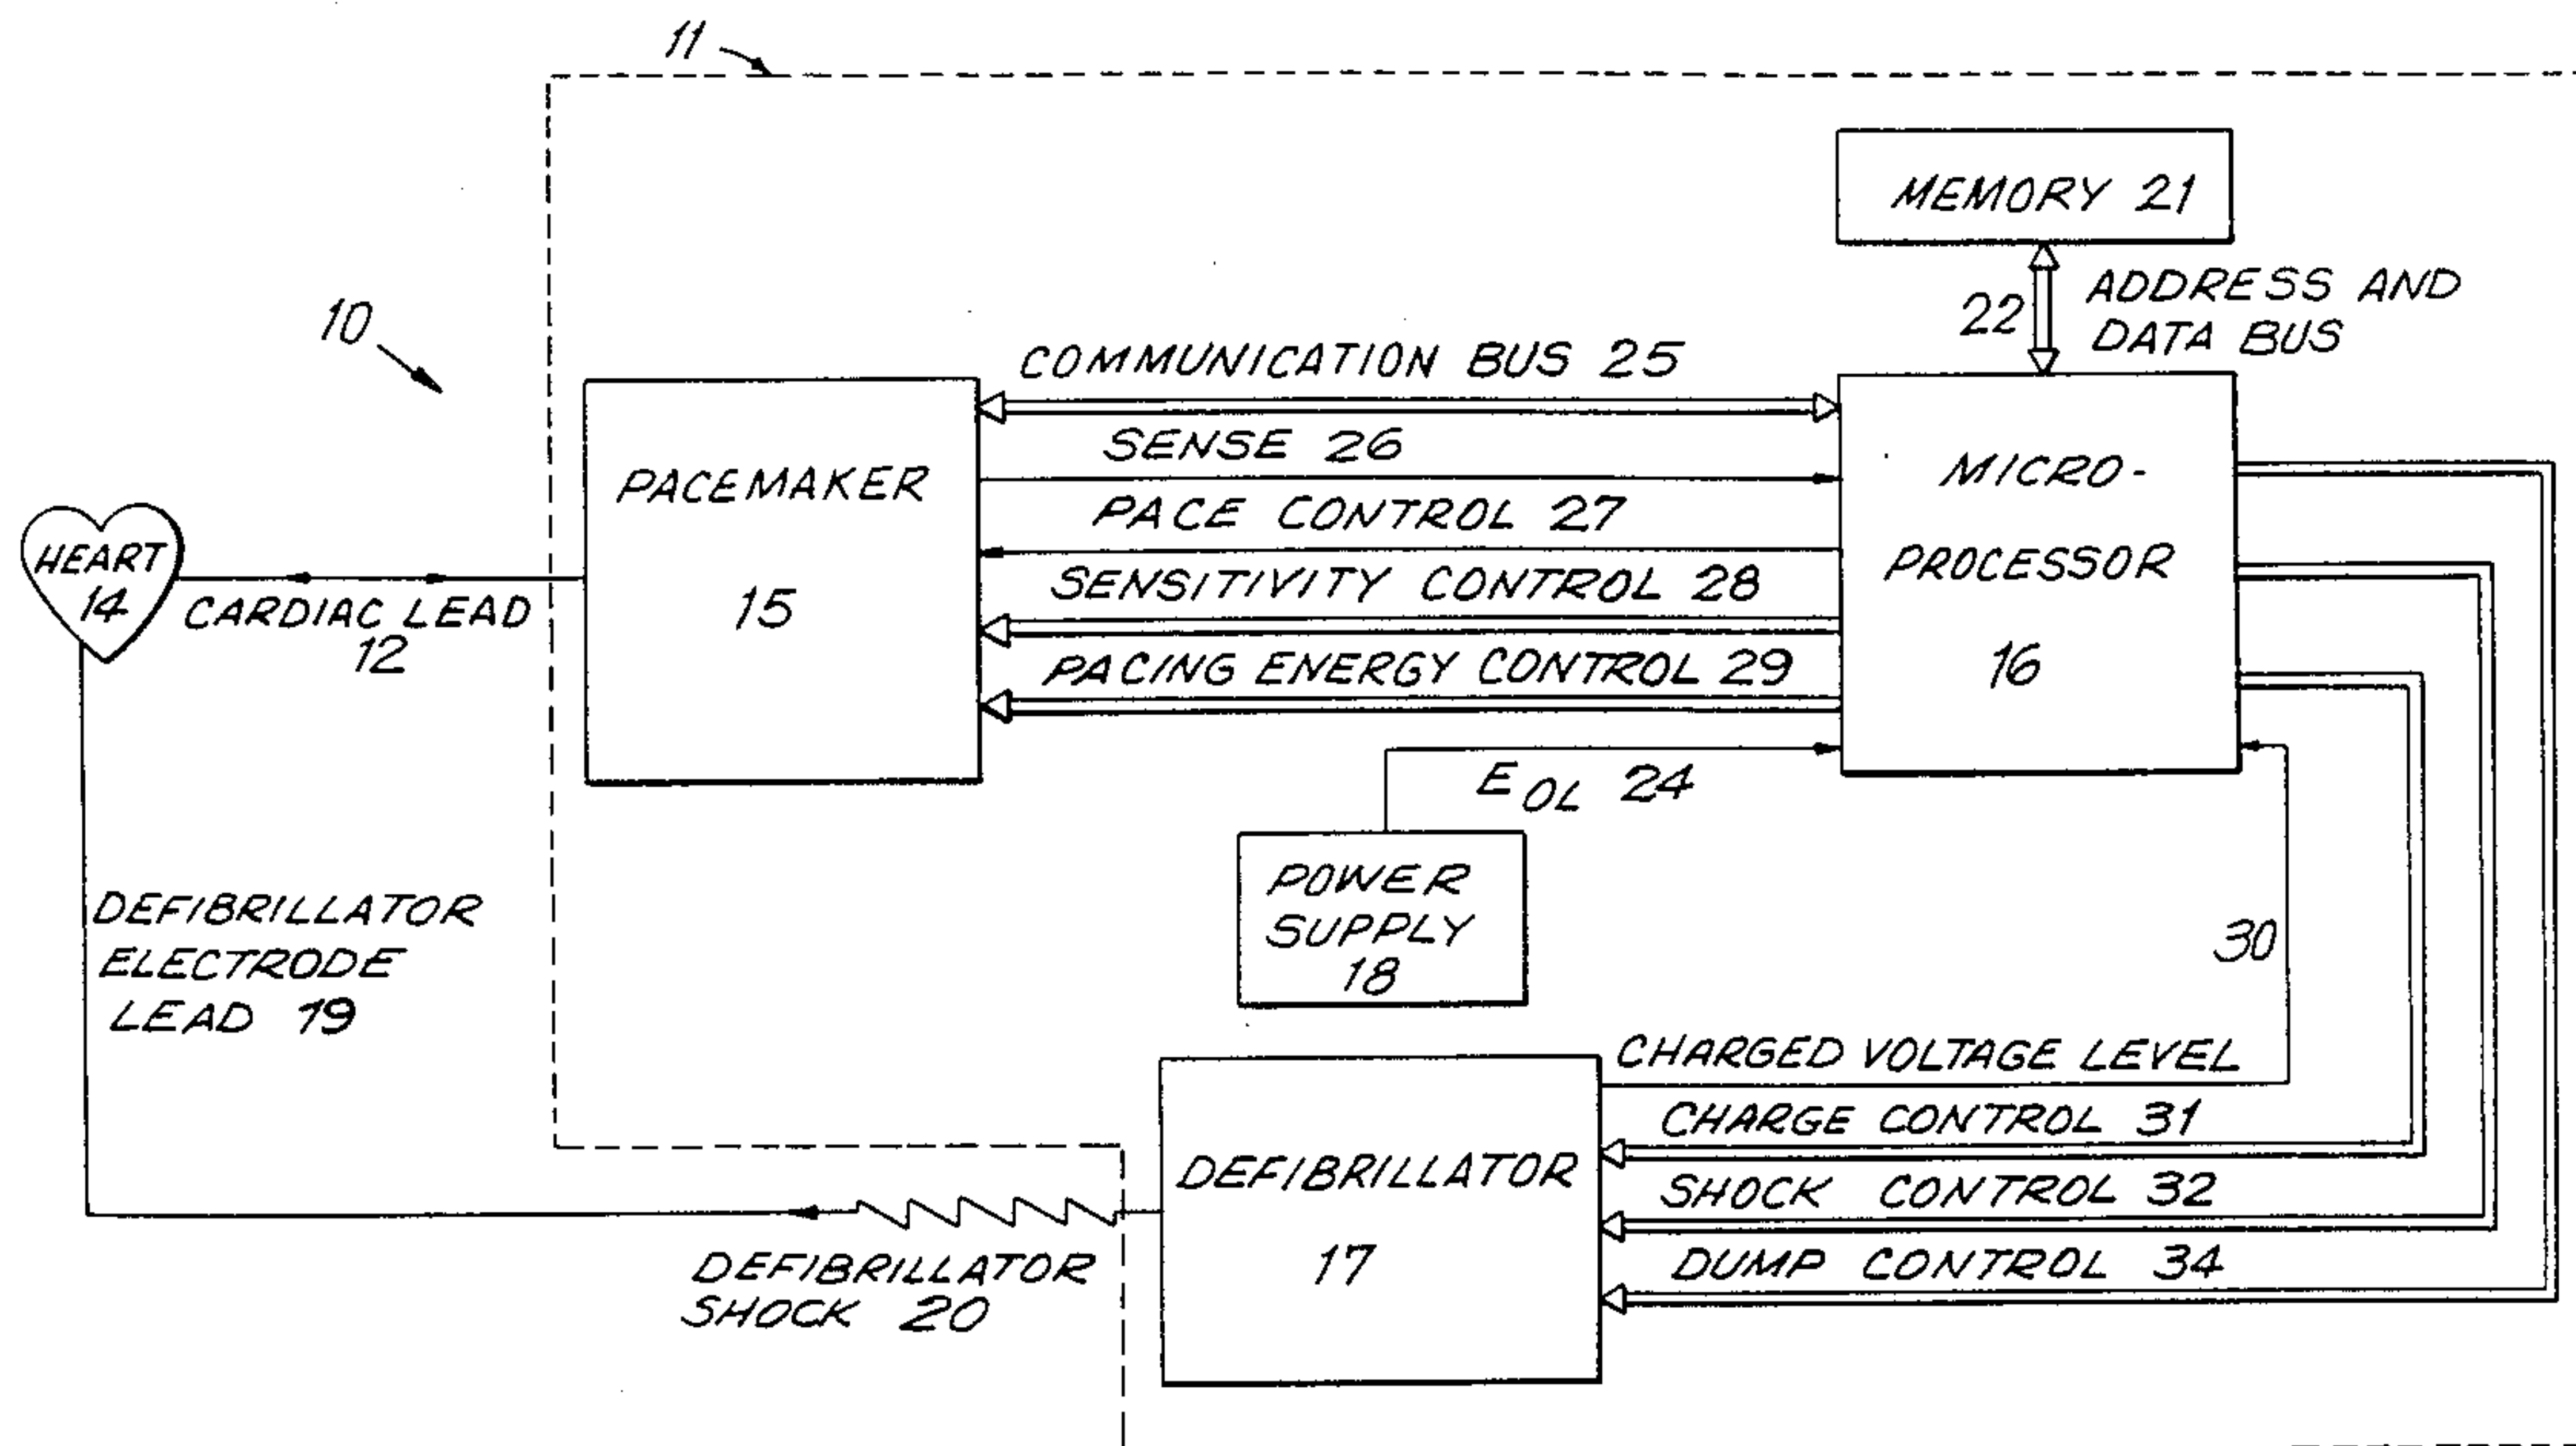 11
MEMORY 21
22
ADDRESS AND
DATA BUS
10
COMMUNICATION BUS 25
SENSE 26
PACEMAKER
15
PACE CONTROL 27
SENSITIVITY CONTROL 28
PACING ENERGY CONTROL 29
MICRO-
PROCESSOR
16
HEART
14
CARDIAC LEAD
12
EOL 24
POWER
SUPPLY
18
30
DEFIBRILLATOR
ELECTRODE
LEAD 19
CHARGED VOLTAGE LEVEL
CHARGE CONTROL 31
SHOCK CONTROL 32
DUMP CONTROL 34
DEFIBRILLATOR
17
DEFIBRILLATOR
SHOCK 20